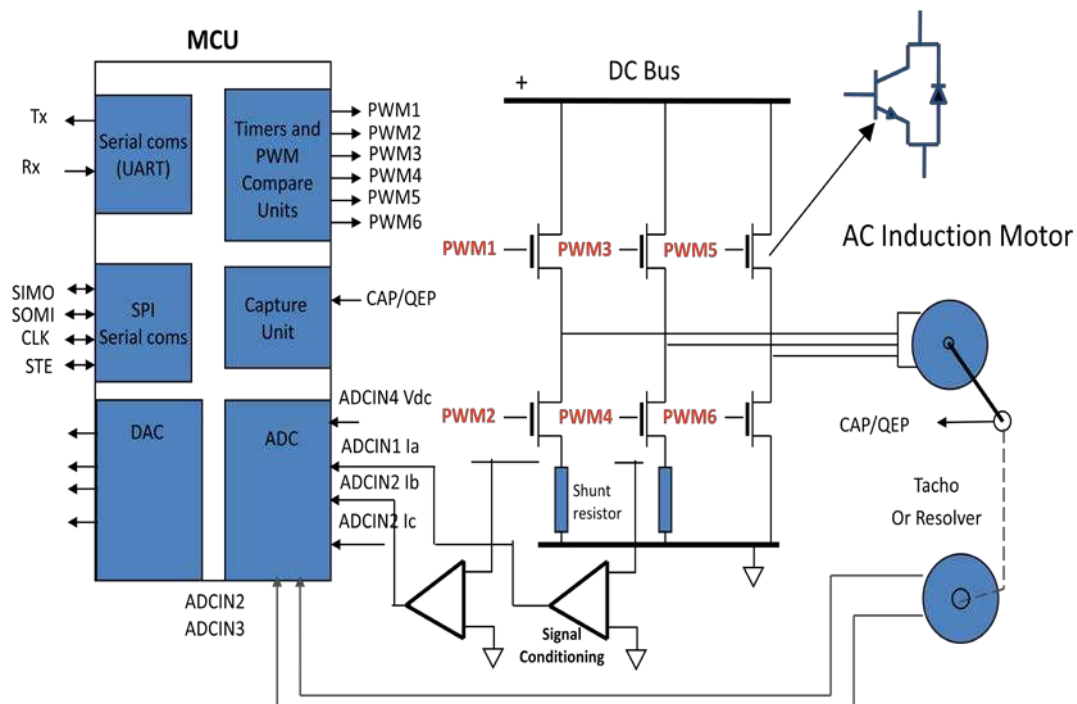 MCU
DC Bus
+
Tx
Rx
Serial coms
(UART)
Timers and
PWM
Compare
Units
PWM1
PWM2
PWM3
PWM4
PWM5
PWM6
AC Induction Motor
PWM1
PWM3
PWM5
SIMO
SOMI
CLK
STE
SPI
Serial coms
Capture
Unit
CAP/QEP
ADCIN4 Vdc
DAC
ADC
ADCIN1 Ia
ADCIN2 Ib
ADCIN2 Ic
PWM2
PWM4
PWM6
CAP/QEP
Shunt
resistor
Tacho
Or Resolver
ADCIN2
ADCIN3
Signal
Conditioning